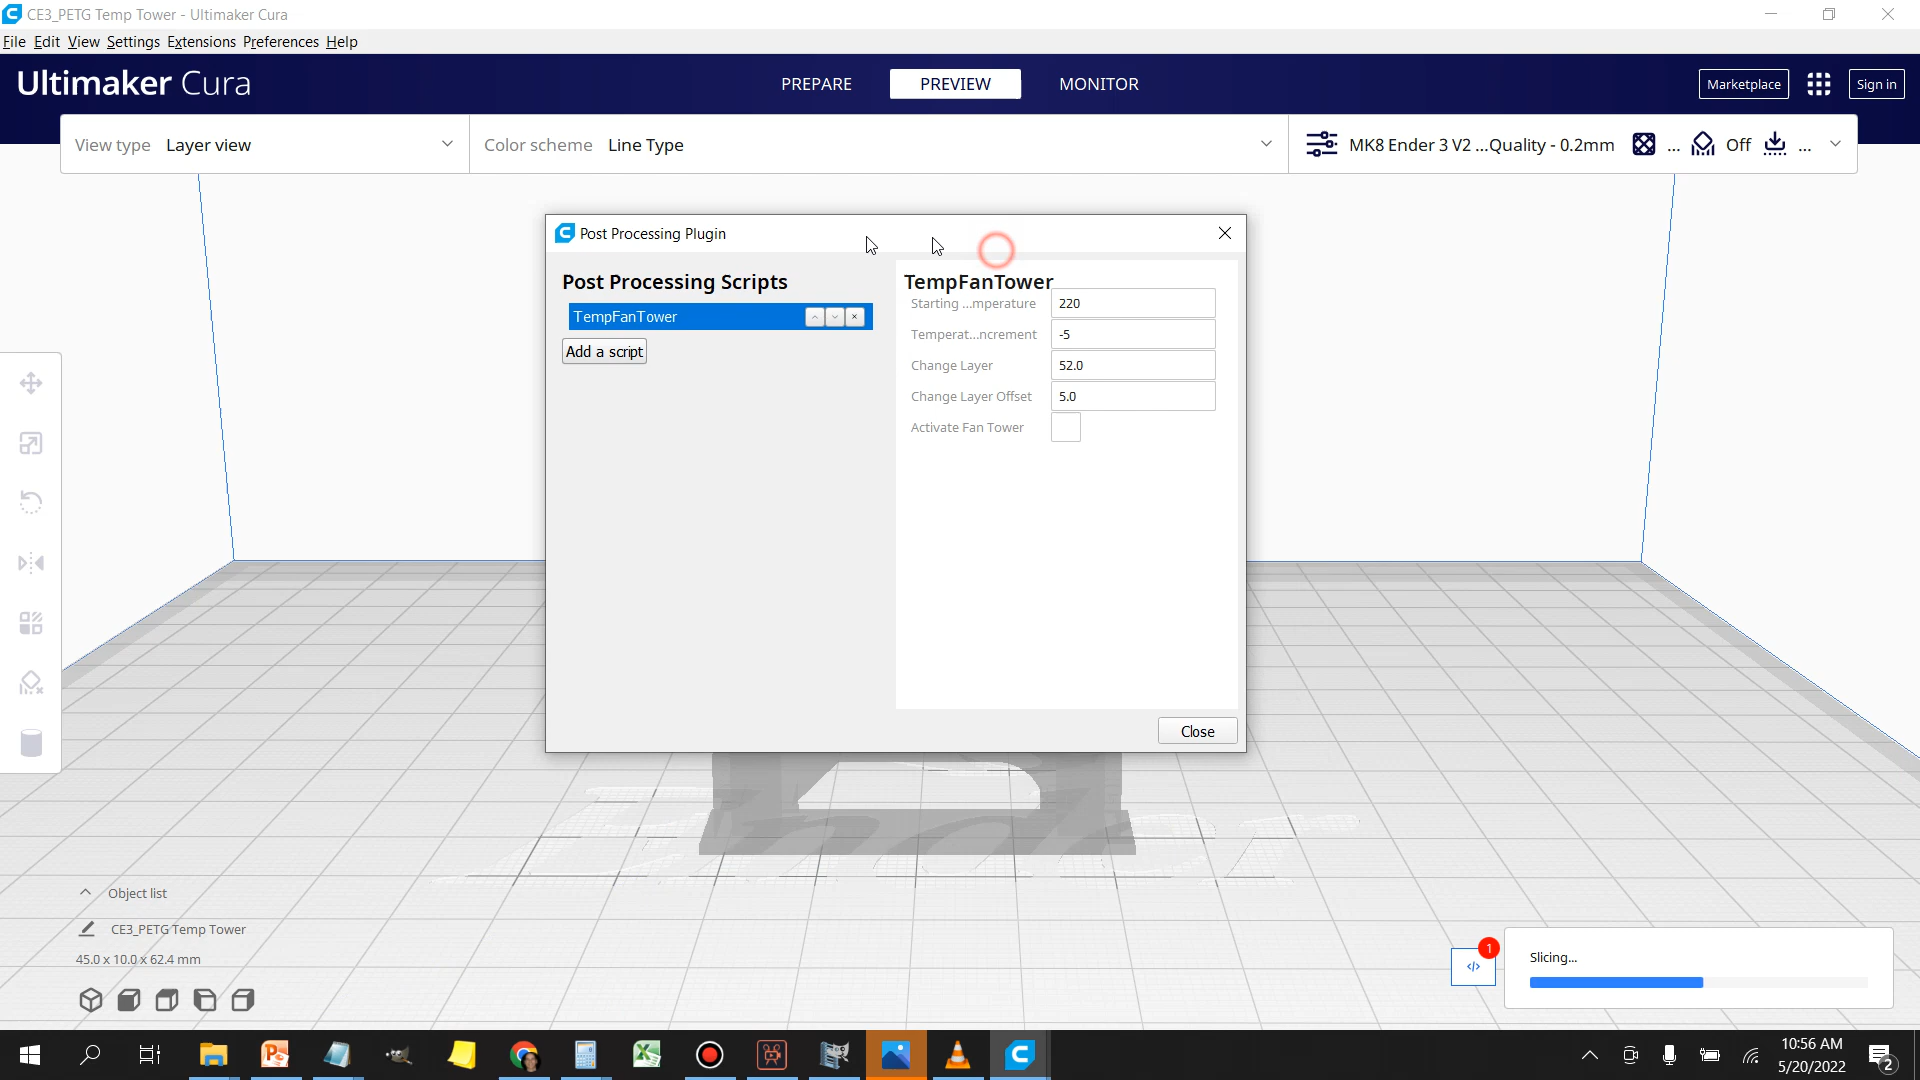 CE3_PETG Temp Tower - Ultimaker Cura
File Edit View Settings Extensions Preferences Help
Ultimaker Cura
PREPARE PREVIEW MONITOR
Marketplace
Sign in
View type Layer view
Color scheme Line Type
MK8 Ender 3 V2 ...Quality - 0.2mm ... Off ...
Post Processing Plugin
Post Processing Scripts
TempFanTower
Add a script
TempFanTower
Starting ...mperature 220
Temperat...ncrement -5
Change Layer 52.0
Change Layer Offset 5.0
Activate Fan Tower
Close
Ender
Object list
CE3_PETG Temp Tower
45.0 x 10.0 x 62.4 mm
1
Slicing...
10:56 AM
5/20/2022
2